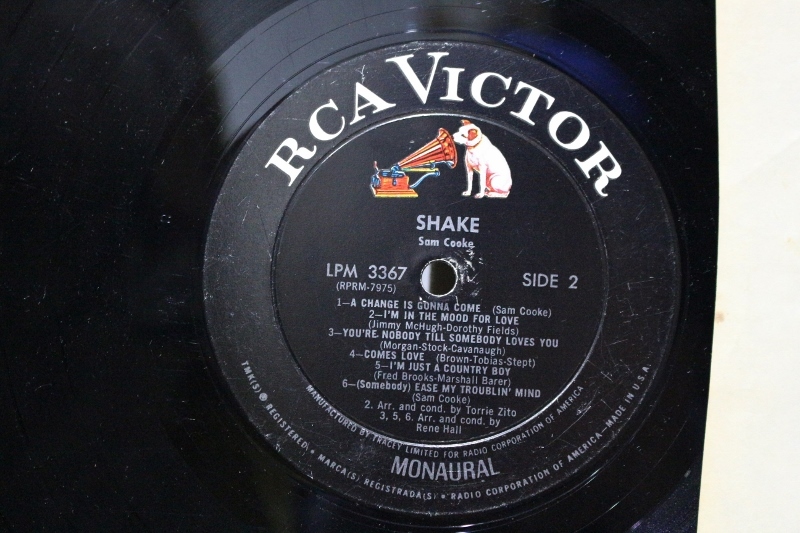 RCA VICTOR
SHAKE
Sam Cooke
LPM 3367
(RPRM-7975)
SIDE 2
1—A CHANGE IS GONNA COME (Sam Cooke)
2—I'M IN THE MOOD FOR LOVE
(Jimmy McHugh-Dorothy Fields)
3—YOU'RE NOBODY TILL SOMEBODY LOVES YOU
(Morgan-Stock-Cavanaugh)
4—COMES LOVE (Brown-Tobias-Stept)
5—I'M JUST A COUNTRY BOY
(Fred Brooks-Marshall Barer)
6—(Somebody) EASE MY TROUBLIN' MIND
(Sam Cooke)
2. Arr. and cond. by Torrie Zito
3, 5, 6. Arr. and cond. by
Rene Hall
MANUFACTURED BY TRACEY LIMITED FOR RADIO CORPORATION OF AMERICA
MONAURAL
TMK(S) ® REGISTERED • MARCA(S) REGISTRADA(S) • RADIO CORPORATION OF AMERICA—MADE IN U.S.A.